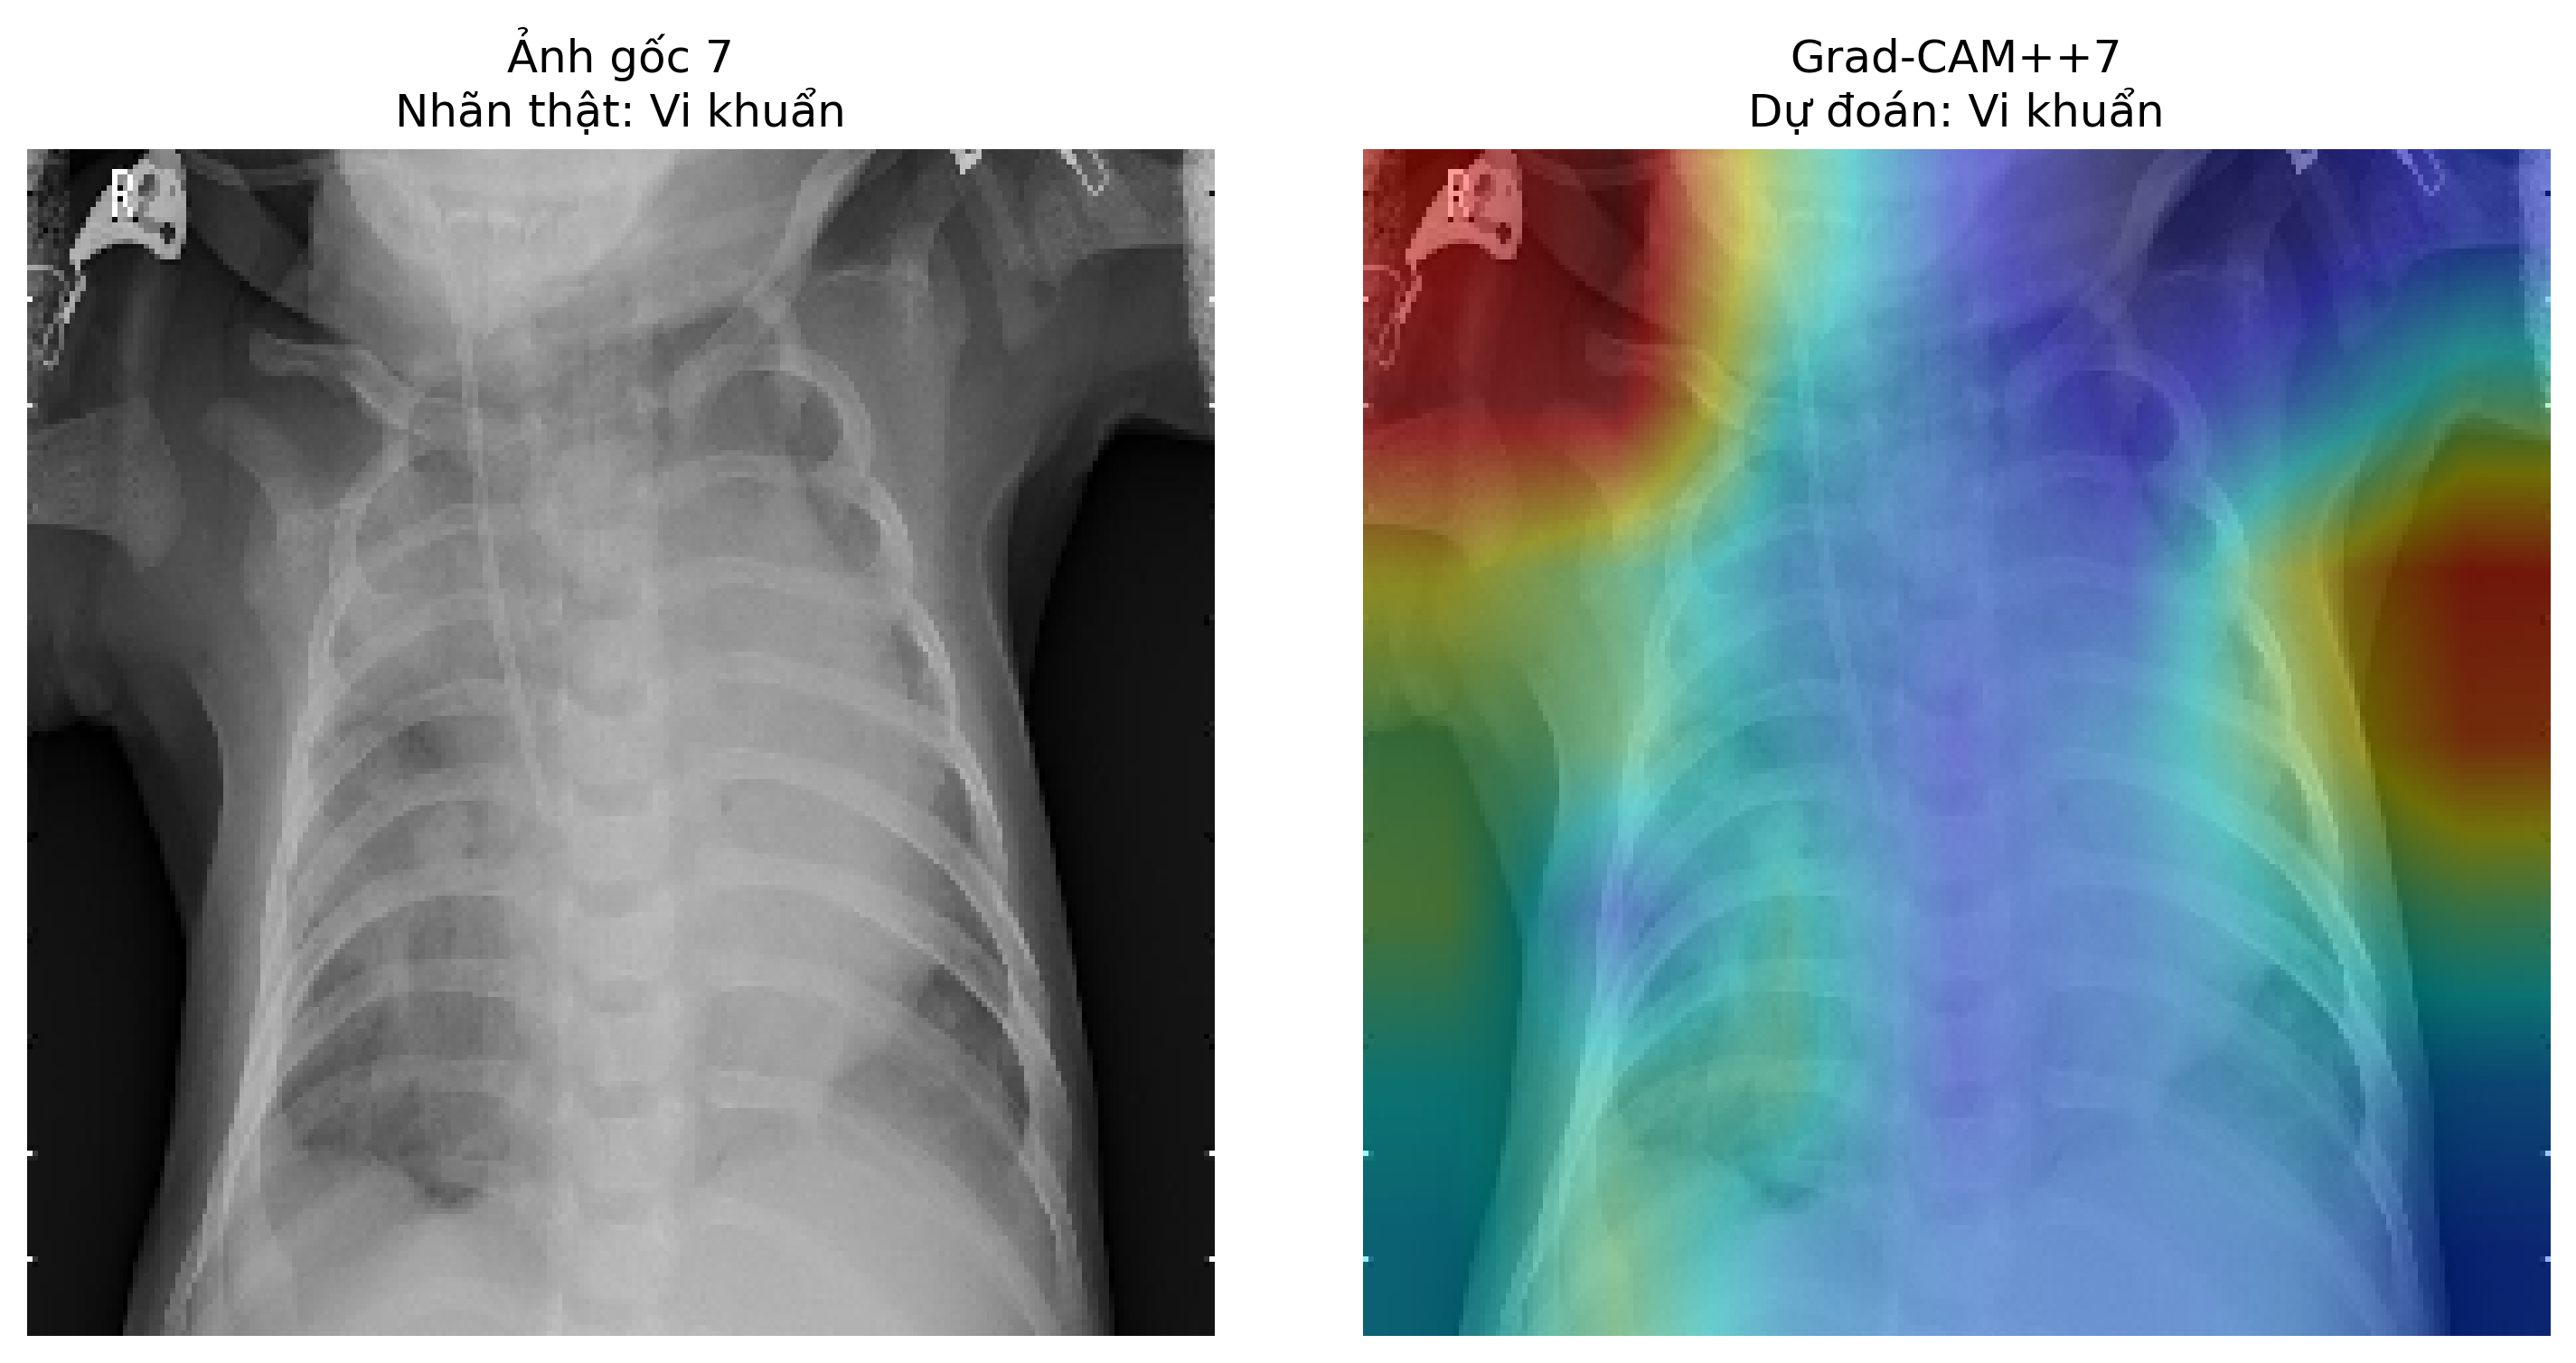 Ảnh gốc 7
Nhãn thật: Vi khuẩn
Grad-CAM++7
Dự đoán: Vi khuẩn
R
R